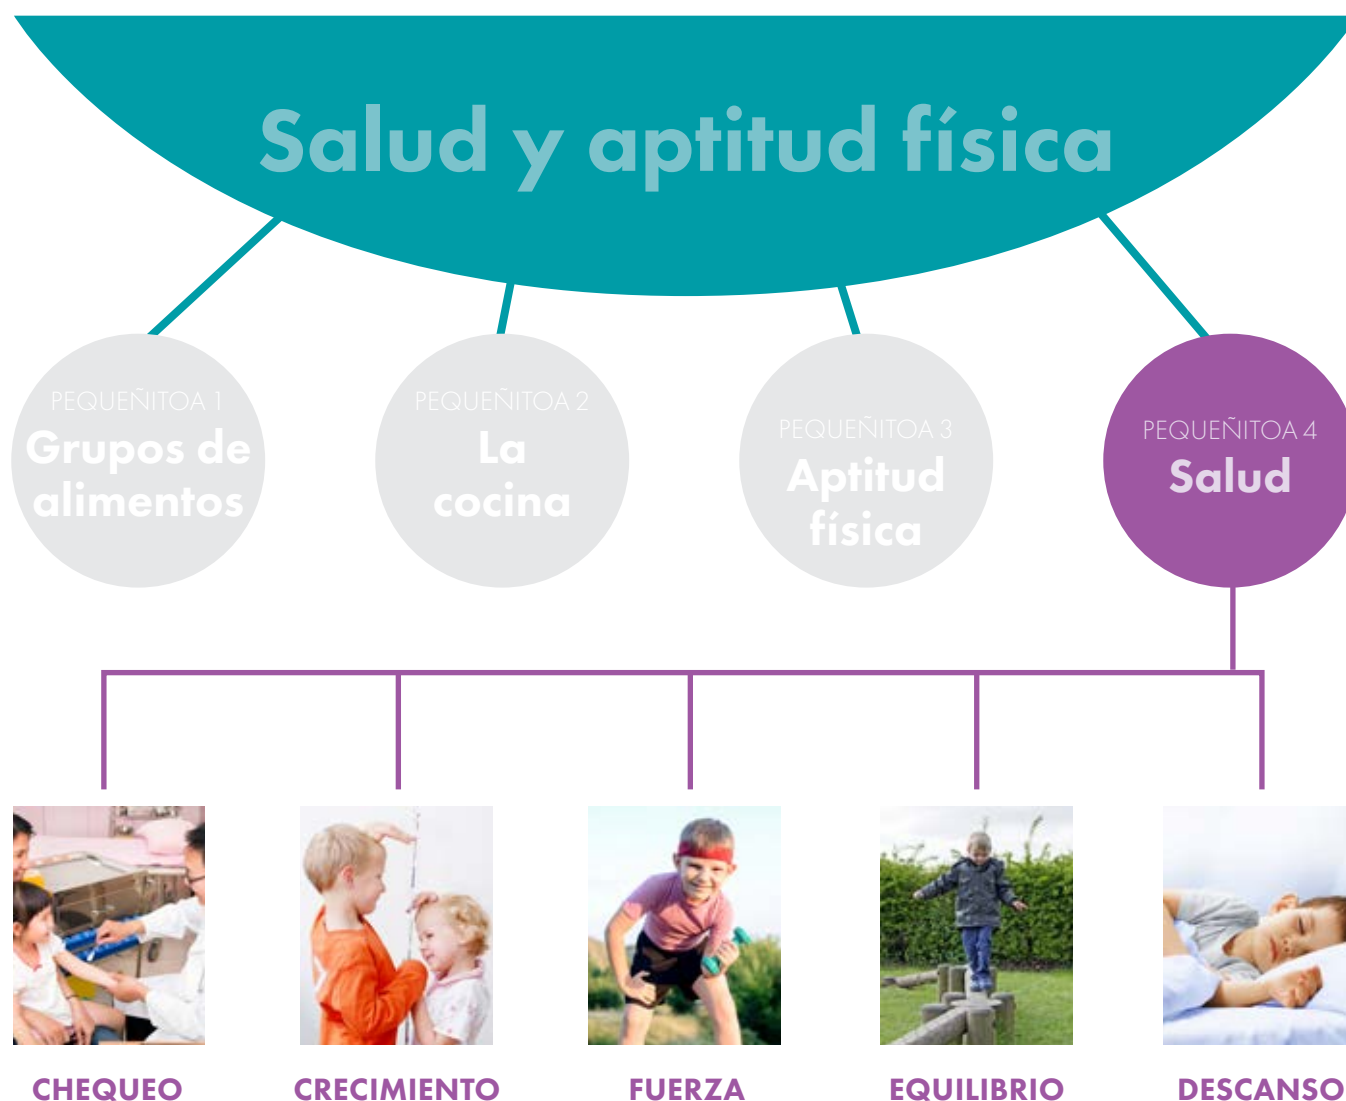 Salud y aptitud física
PEQUEÑITOA 1
Grupos de
alimentos
PEQUEÑITOA 2
La
cocina
PEQUEÑITOA 3
Aptitud
física
PEQUEÑITOA 4
Salud
CHEQUEO
CRECIMIENTO
FUERZA
EQUILIBRIO
DESCANSO